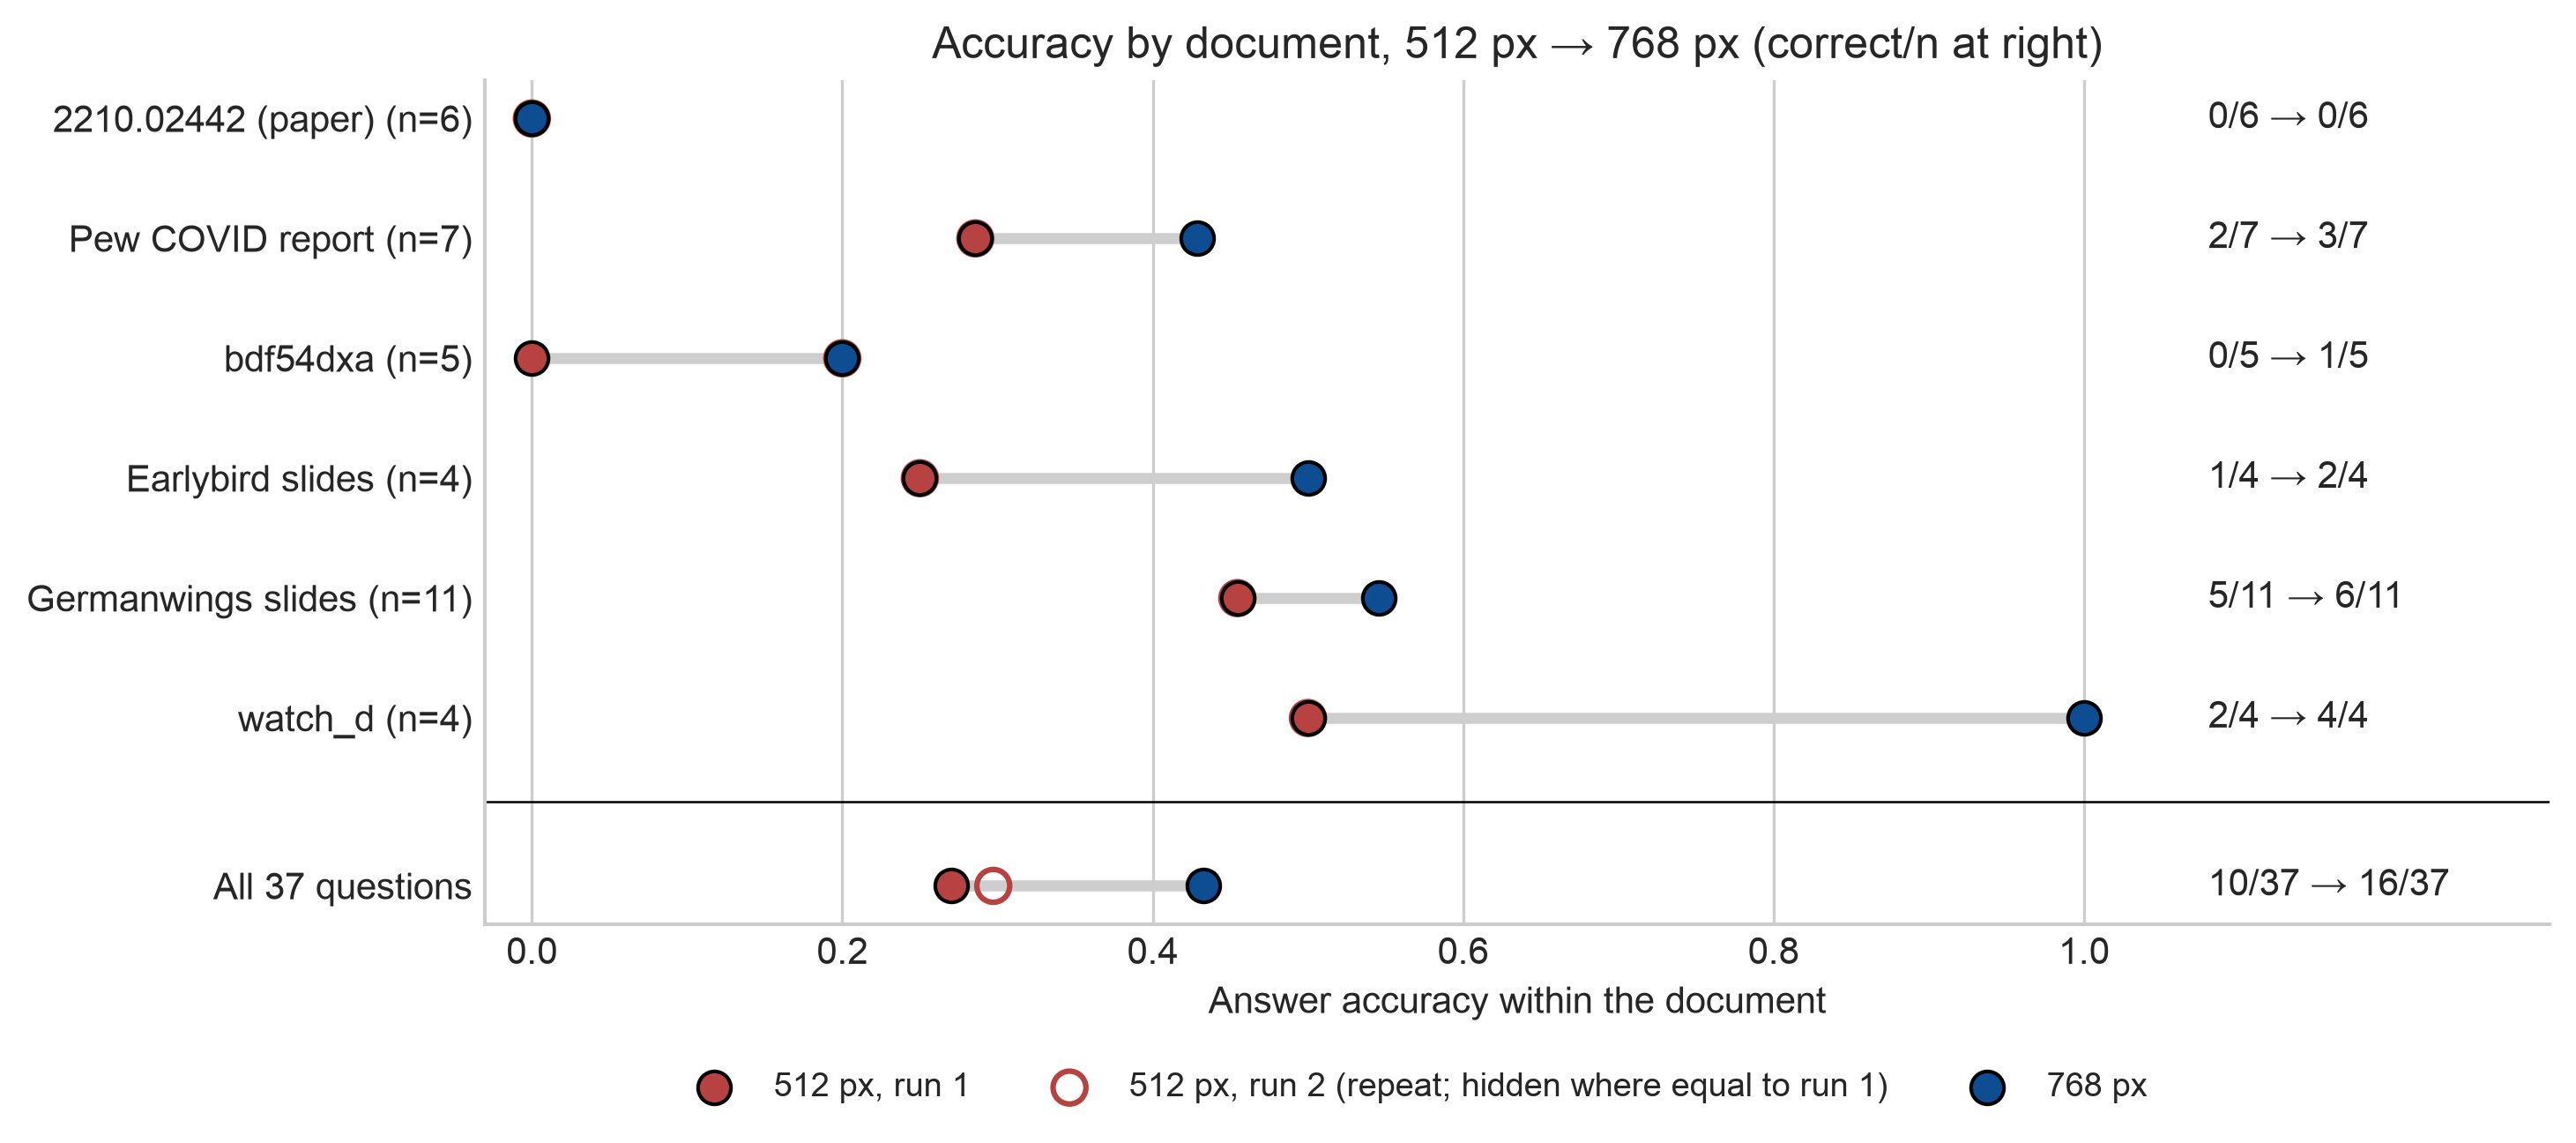 Accuracy by document, 512 px → 768 px (correct/n at right)
2210.02442 (paper) (n=6) 0/6 → 0/6
Pew COVID report (n=7) 2/7 → 3/7
bdf54dxa (n=5) 0/5 → 1/5
Earlybird slides (n=4) 1/4 → 2/4
Germanwings slides (n=11) 5/11 → 6/11
watch_d (n=4) 2/4 → 4/4
All 37 questions 10/37 → 16/37
0.0 0.2 0.4 0.6 0.8 1.0
Answer accuracy within the document
512 px, run 1 512 px, run 2 (repeat; hidden where equal to run 1) 768 px